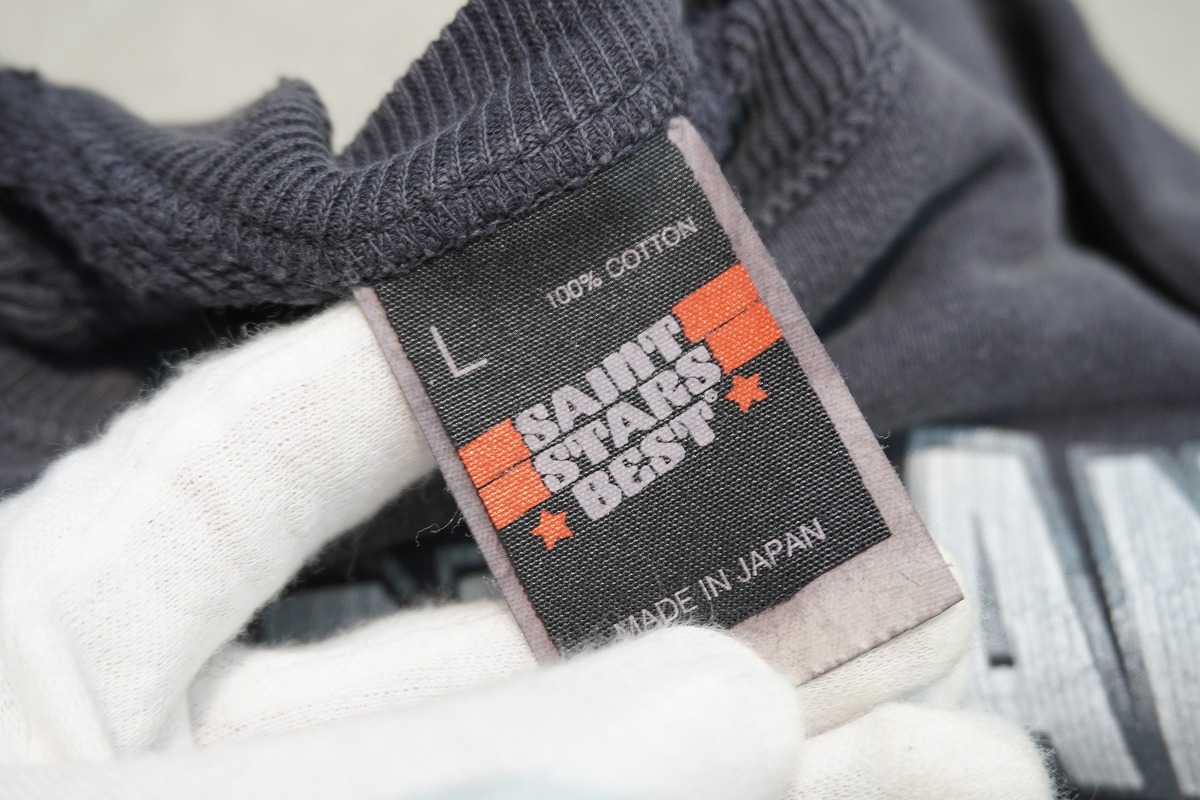 100% COTTON
L
SAINT
STARS
BEST
MADE IN JAPAN